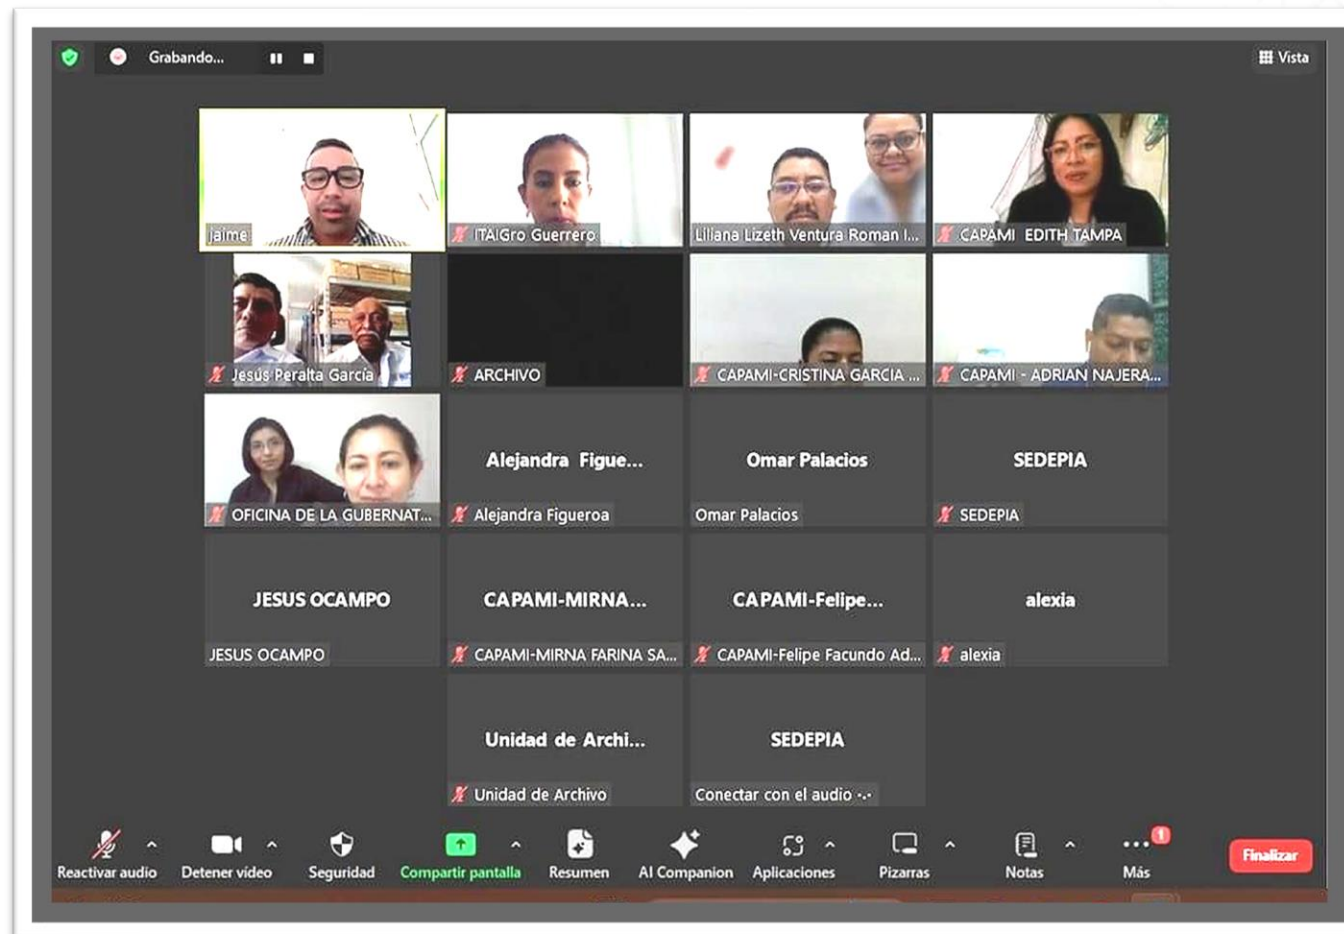 Grabando...
Vista
jaime
ITAIGro Guerrero
Liliana Lizeth Ventura Roman I...
CAPAMI EDITH TAMPA
Jesús Peralta García
ARCHIVO
CAPAMI-CRISTINA GARCIA ...
CAPAMI - ADRIAN NAJERA...
OFICINA DE LA GUBERNAT...
Alejandra Figue...
Alejandra Figueroa
Omar Palacios
Omar Palacios
SEDEPIA
SEDEPIA
JESUS OCAMPO
JESUS OCAMPO
CAPAMI-MIRNA...
CAPAMI-MIRNA FARINA SA...
CAPAMI-Felipe...
CAPAMI-Felipe Facundo Ad...
alexia
alexia
Unidad de Archi...
Unidad de Archivo
SEDEPIA
Conectar con el audio -.-
Reactivar audio
Detener vídeo
Seguridad
Compartir pantalla
Resumen
AI Companion
Aplicaciones
Pizarras
Notas
1
Más
Finalizar